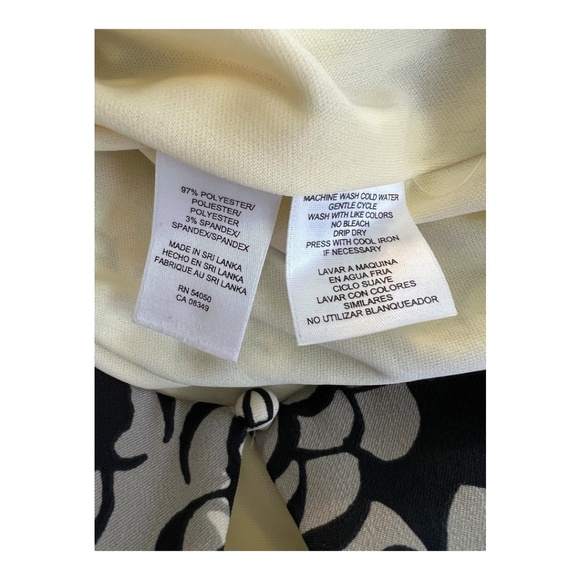 97% POLYESTER/
POLIESTER/
POLYESTER
3% SPANDEX/
SPANDEX/SPANDEX
MADE IN SRI LANKA
HECHO EN SRI LANKA
FABRIQUE AU SRI LANKA
RN 54050
CA 08349
MACHINE WASH COLD WATER
GENTLE CYCLE
WASH WITH LIKE COLORS
NO BLEACH
DRIP DRY
PRESS WITH COOL IRON
IF NECESSARY
LAVAR A MAQUINA
EN AGUA FRIA
CICLO SUAVE
LAVAR CON COLORES
SIMILARES
NO UTILIZAR BLANQUEADOR